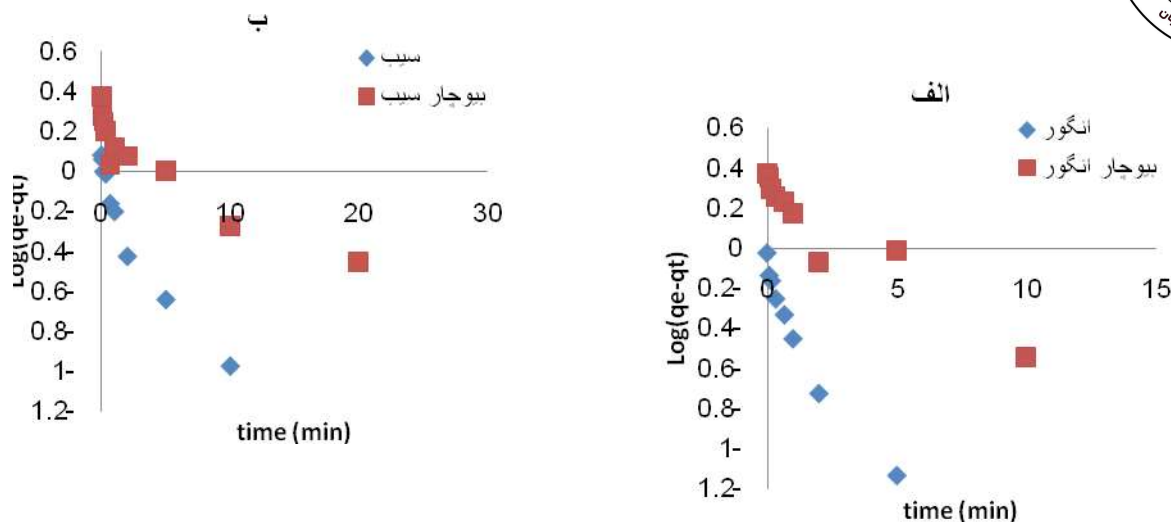 ب
0.6
سیب
بیوچار سیب
0.4
0.2
0
0.2-
0.4-
0.6-
0.8-
1-
1.2-
0
10
20
30
Log(qe-qt)
time (min)
الف
0.6
انگور
بیوچار انگور
0.4
0.2
0
0.2-
0.4-
0.6-
0.8-
1-
1.2-
0
5
10
15
Log(qe-qt)
time (min)